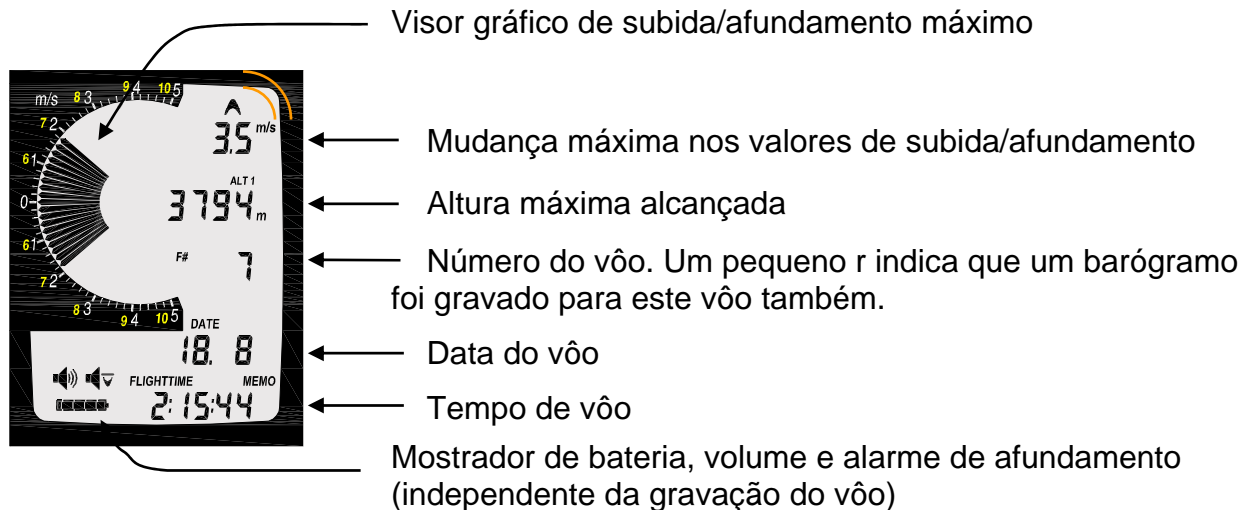 Visor gráfico de subida/afundamento máximo
m/s 8 3 9 4 10 5
7 2
6 1
0
6 1
7 2
8 3
9 4 10 5
3.5 m/s
Mudança máxima nos valores de subida/afundamento
ALT 1
3794 m
Altura máxima alcançada
F# 7
Número do vôo. Um pequeno r indica que um barógramo
foi gravado para este vôo também.
DATE
18. 8
Data do vôo
FLIGHTTIME MEMO
2:15:44
Tempo de vôo
Mostrador de bateria, volume e alarme de afundamento
(independente da gravação do vôo)